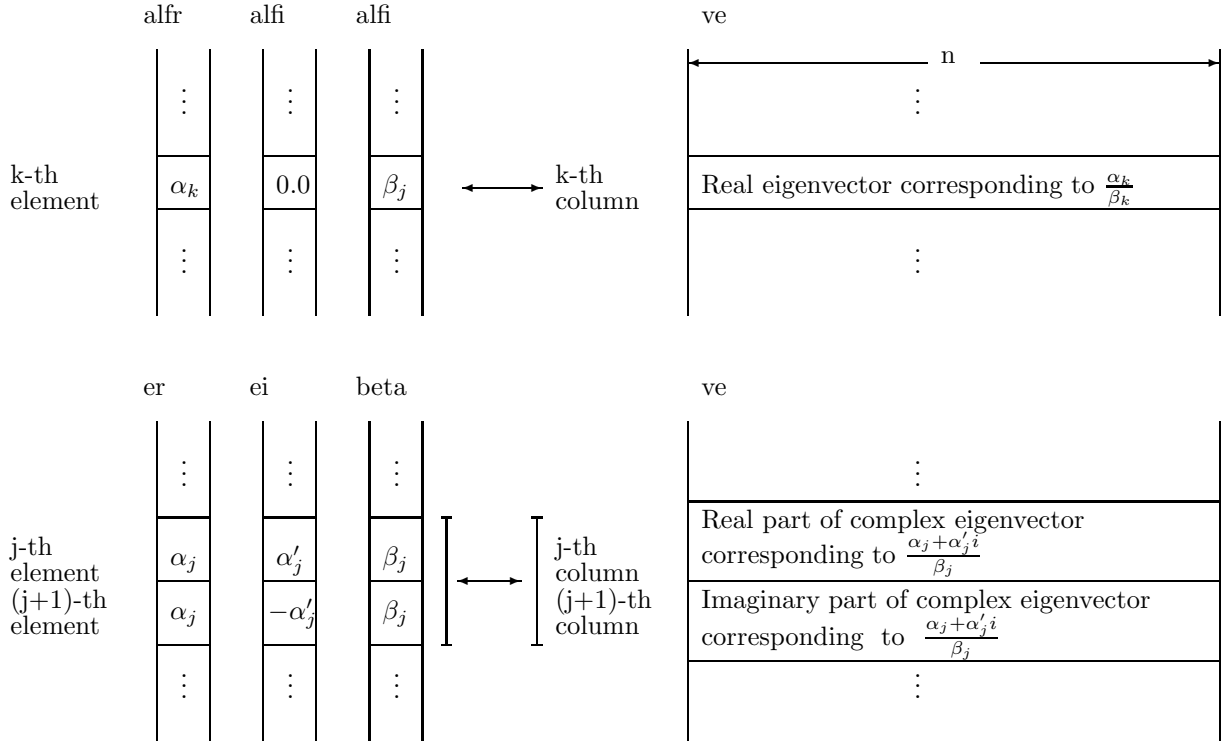 alfr alfi alfi ve
n
⋮ ⋮ ⋮ ⋮
k-th element α_k 0.0 β_j k-th column Real eigenvector corresponding to α_k/β_k
⋮ ⋮ ⋮ ⋮
er ei beta ve
⋮ ⋮ ⋮ ⋮
j-th element α_j α′_j β_j j-th column Real part of complex eigenvector
corresponding to (α_j+α′_j i)/β_j
(j+1)-th element α_j −α′_j β_j (j+1)-th column Imaginary part of complex eigenvector
corresponding to (α_j+α′_j i)/β_j
⋮ ⋮ ⋮ ⋮